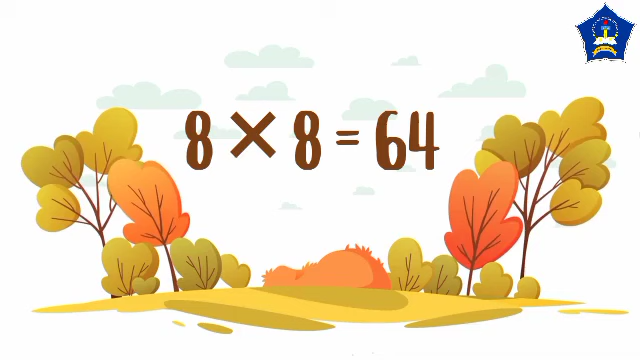 8 × 8 = 64